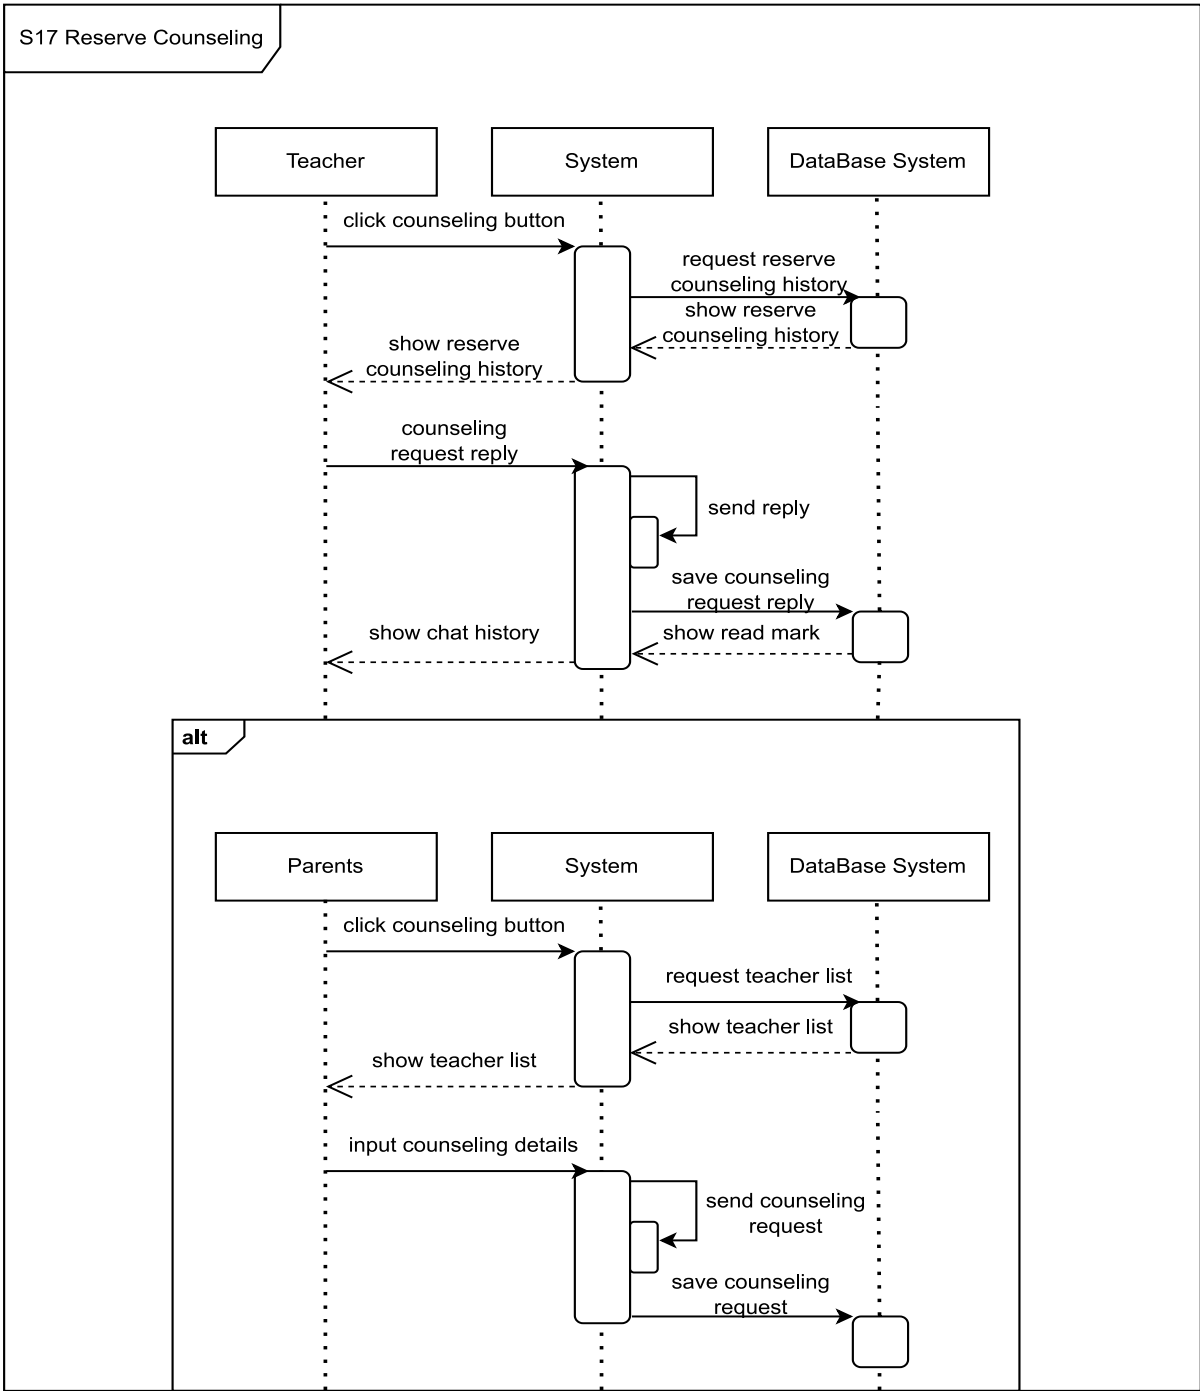 S17 Reserve Counseling
Teacher
System
DataBase System
click counseling button
request reserve
counseling history
show reserve
counseling history
show reserve
counseling history
counseling
request reply
send reply
save counseling
request reply
show chat history
show read mark
alt
Parents
System
DataBase System
click counseling button
request teacher list
show teacher list
show teacher list
input counseling details
send counseling
request
save counseling
request